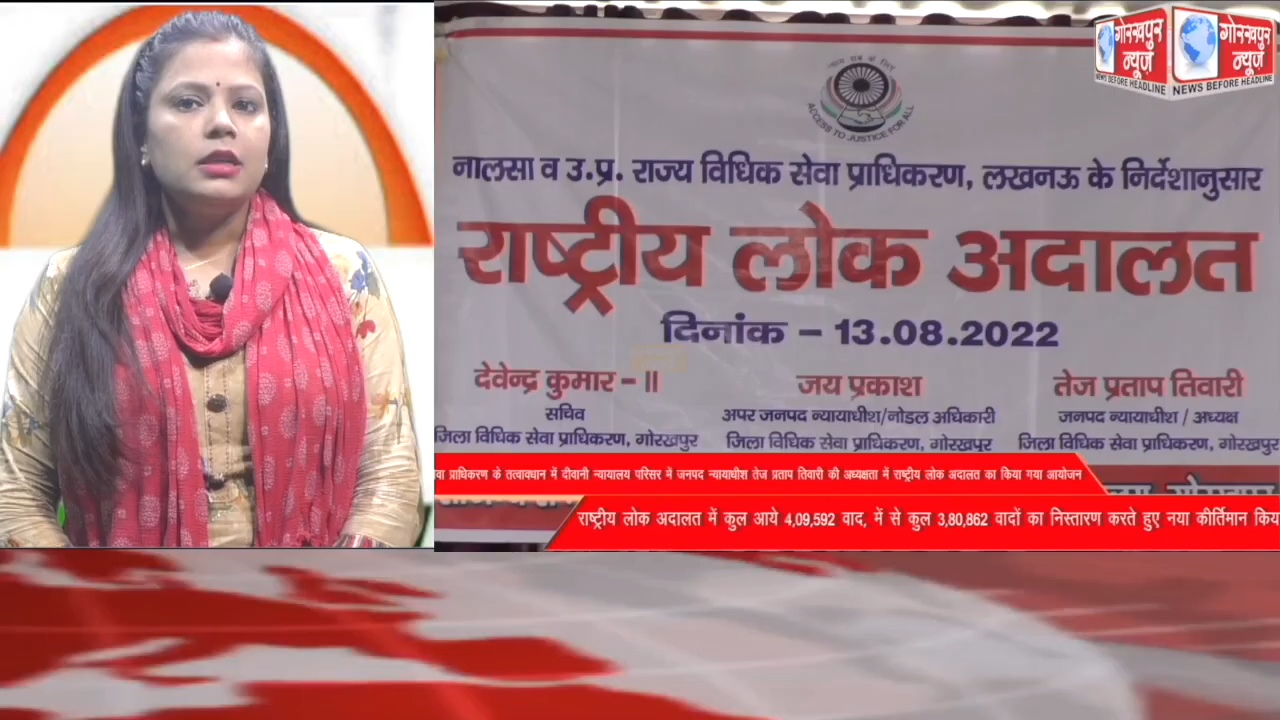 गोरखपुर न्यूज़
NEWS BEFORE HEADLINE
गोरखपुर न्यूज़
NEWS BEFORE HEADLINE
ACCESS TO JUSTICE FOR ALL
नालसा व उ.प्र. राज्य विधिक सेवा प्राधिकरण, लखनऊ के निर्देशानुसार
राष्ट्रीय लोक अदालत
दिनांक – 13.08.2022
देवेन्द्र कुमार – II
सचिव
जिला विधिक सेवा प्राधिकरण, गोरखपुर
जय प्रकाश
अपर जनपद न्यायाधीश/नोडल अधिकारी
जिला विधिक सेवा प्राधिकरण, गोरखपुर
तेज प्रताप तिवारी
जनपद न्यायाधीश / अध्यक्ष
जिला विधिक सेवा प्राधिकरण, गोरखपुर
प्राधिकरण के तत्वावधान में दीवानी न्यायालय परिसर में जनपद न्यायाधीश तेज प्रताप तिवारी की अध्यक्षता में राष्ट्रीय लोक अदालत का किया गया आयोजन
राष्ट्रीय लोक अदालत में कुल आये 4,09,592 वाद, में से कुल 3,80,862 वादों का निस्तारण करते हुए नया कीर्तिमान किय